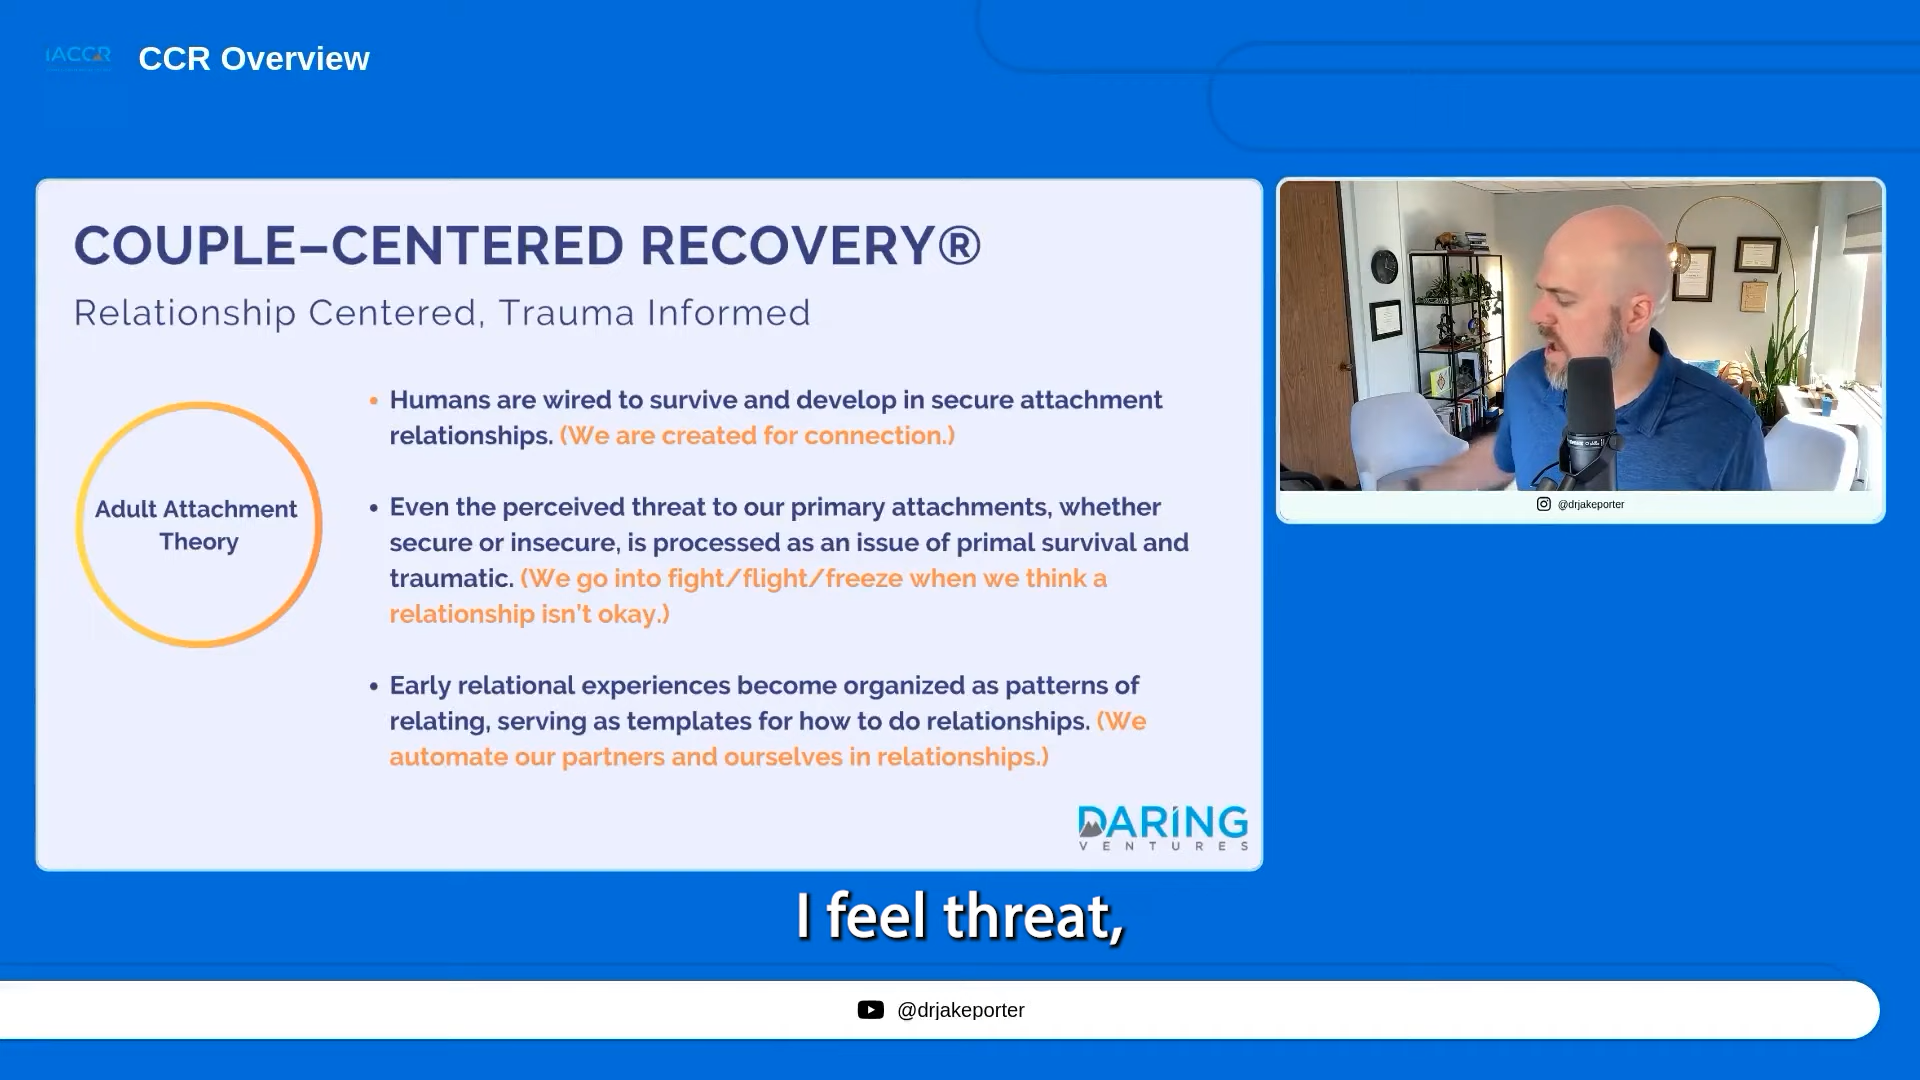 IACCR
CCR Overview
COUPLE–CENTERED RECOVERY®
Relationship Centered, Trauma Informed
Adult Attachment
Theory
• Humans are wired to survive and develop in secure attachment
relationships. (We are created for connection.)
• Even the perceived threat to our primary attachments, whether
secure or insecure, is processed as an issue of primal survival and
traumatic. (We go into fight/flight/freeze when we think a
relationship isn't okay.)
• Early relational experiences become organized as patterns of
relating, serving as templates for how to do relationships. (We
automate our partners and ourselves in relationships.)
DARING
VENTURES
@drjakeporter
I feel threat,
@drjakeporter